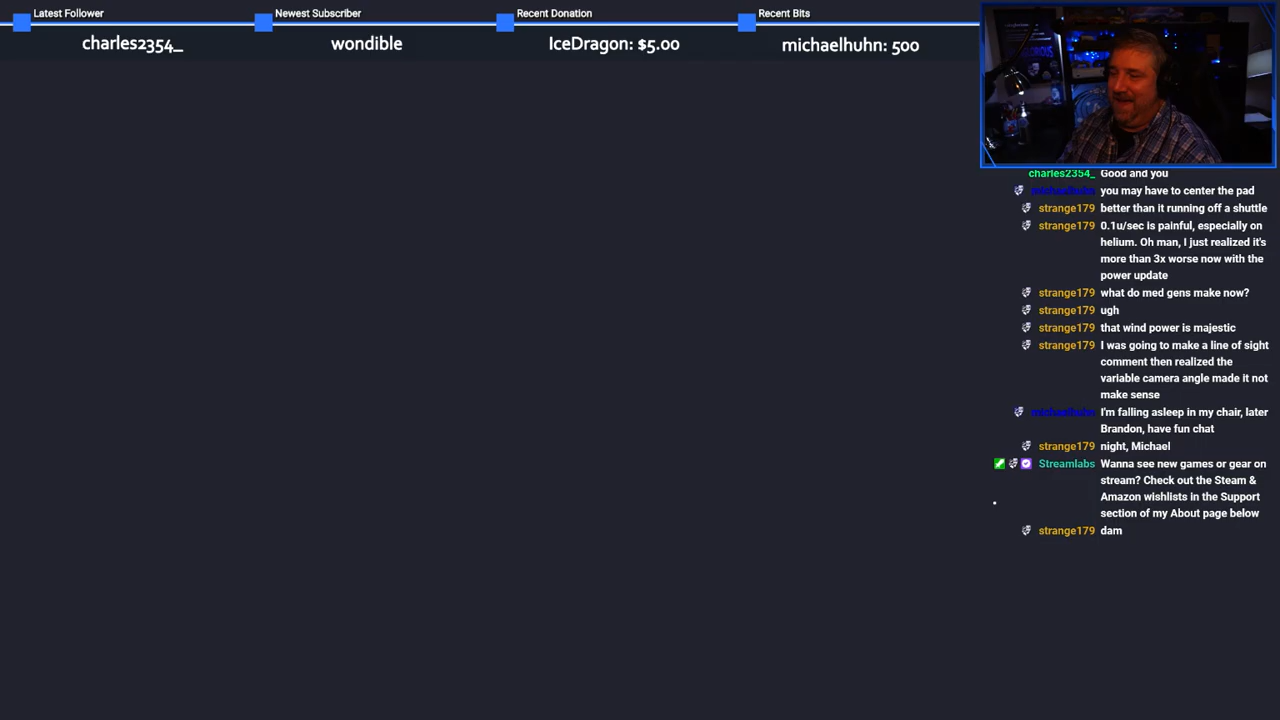 Latest Follower
Newest Subscriber
Recent Donation
Recent Bits
charles2354_
wondible
IceDragon: $5.00
michaelhuhn: 500
charles2354_ Good and you
michaelhuhn you may have to center the pad
strange179 better than it running off a shuttle
strange179 0.1u/sec is painful, especially on
helium. Oh man, I just realized it's
more than 3x worse now with the
power update
strange179 what do med gens make now?
strange179 ugh
strange179 that wind power is majestic
strange179 I was going to make a line of sight
comment then realized the
variable camera angle made it not
make sense
michaelhuhn I'm falling asleep in my chair, later
Brandon, have fun chat
strange179 night, Michael
Streamlabs Wanna see new games or gear on
stream? Check out the Steam &
Amazon wishlists in the Support
section of my About page below
strange179 dam